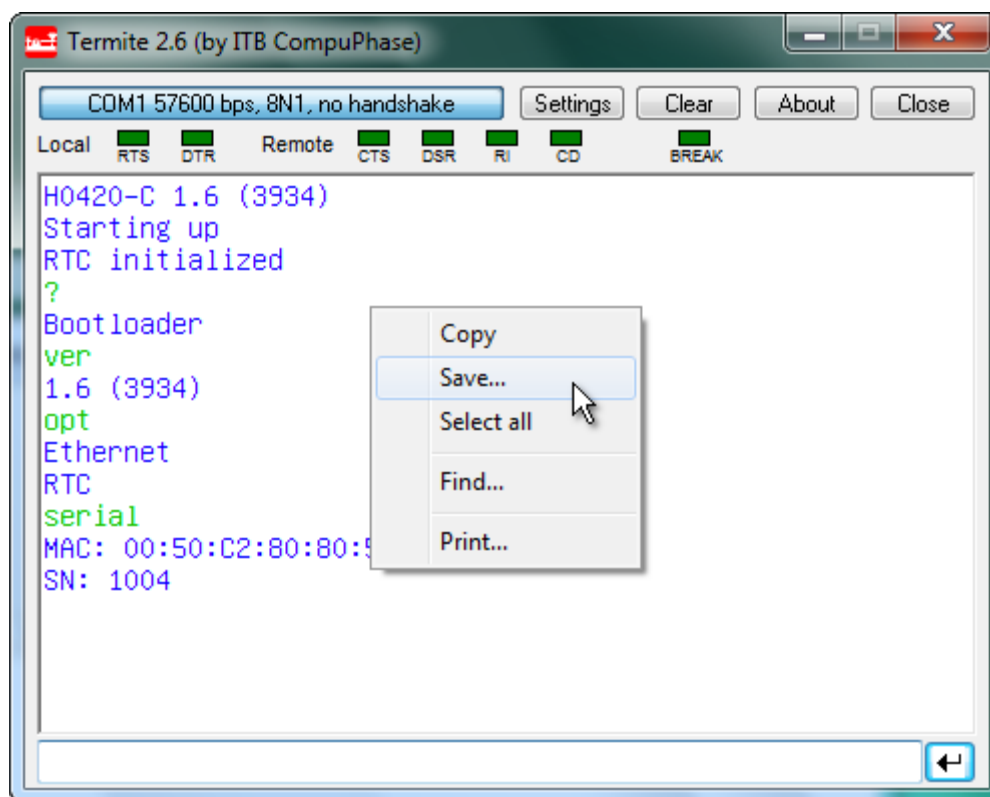 Termite 2.6 (by ITB CompuPhase)
COM1 57600 bps, 8N1, no handshake Settings Clear About Close
Local RTS DTR Remote CTS DSR RI CD BREAK
H0420-C 1.6 (3934)
Starting up
RTC initialized
?
Bootloader
ver
1.6 (3934)
opt
Ethernet
RTC
serial
MAC: 00:50:C2:80:80:
SN: 1004
Copy
Save...
Select all
Find...
Print...